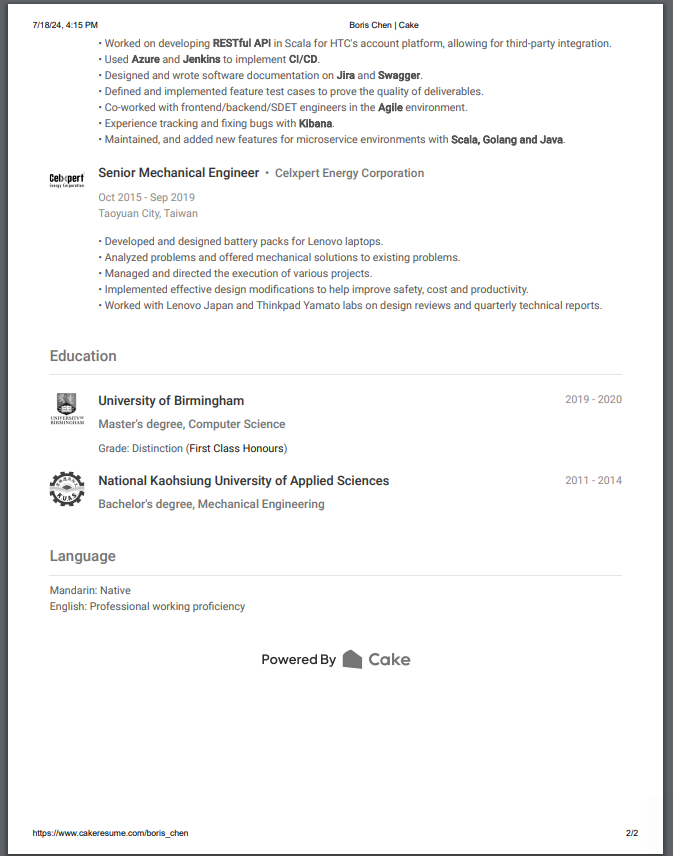 7/18/24, 4:15 PM
Boris Chen | Cake
• Worked on developing RESTful API in Scala for HTC's account platform, allowing for third-party integration.
• Used Azure and Jenkins to implement CI/CD.
• Designed and wrote software documentation on Jira and Swagger.
• Defined and implemented feature test cases to prove the quality of deliverables.
• Co-worked with frontend/backend/SDET engineers in the Agile environment.
• Experience tracking and fixing bugs with Kibana.
• Maintained, and added new features for microservice environments with Scala, Golang and Java.
Celxpert
Energy Corporation
Senior Mechanical Engineer • Celxpert Energy Corporation
Oct 2015 - Sep 2019
Taoyuan City, Taiwan
• Developed and designed battery packs for Lenovo laptops.
• Analyzed problems and offered mechanical solutions to existing problems.
• Managed and directed the execution of various projects.
• Implemented effective design modifications to help improve safety, cost and productivity.
• Worked with Lenovo Japan and Thinkpad Yamato labs on design reviews and quarterly technical reports.
Education
UNIVERSITY OF
BIRMINGHAM
University of Birmingham 2019 - 2020
Master's degree, Computer Science
Grade: Distinction (First Class Honours)
K.U.A.S
National Kaohsiung University of Applied Sciences 2011 - 2014
Bachelor's degree, Mechanical Engineering
Language
Mandarin: Native
English: Professional working proficiency
Powered By Cake
https://www.cakeresume.com/boris_chen
2/2